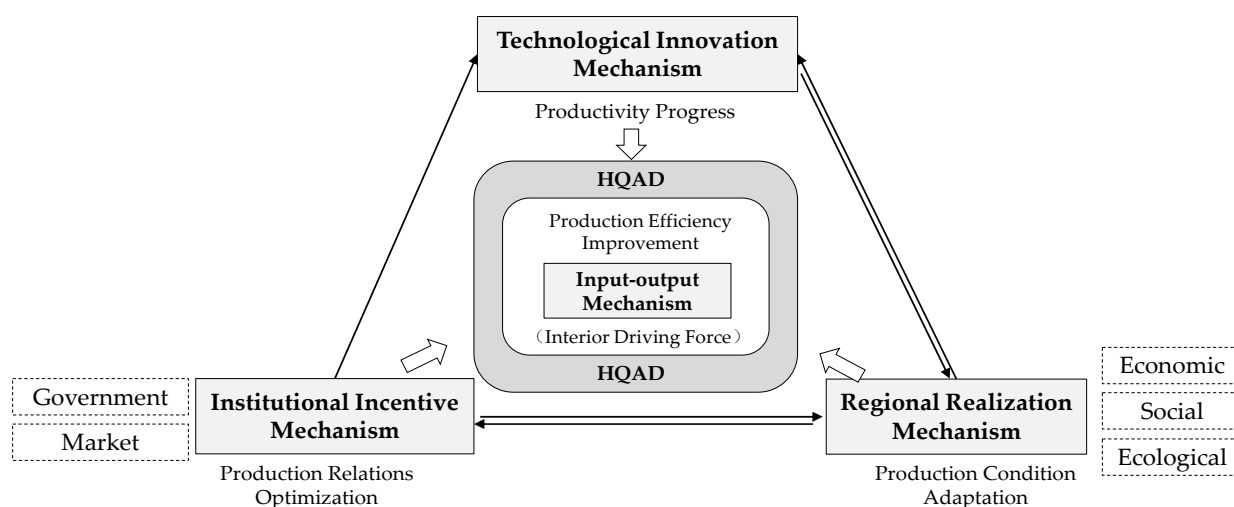 Technological Innovation
Mechanism
Productivity Progress
HQAD
Production Efficiency
Improvement
Input-output
Mechanism
（Interior Driving Force）
HQAD
Government
Market
Institutional Incentive
Mechanism
Production Relations
Optimization
Regional Realization
Mechanism
Production Condition
Adaptation
Economic
Social
Ecological